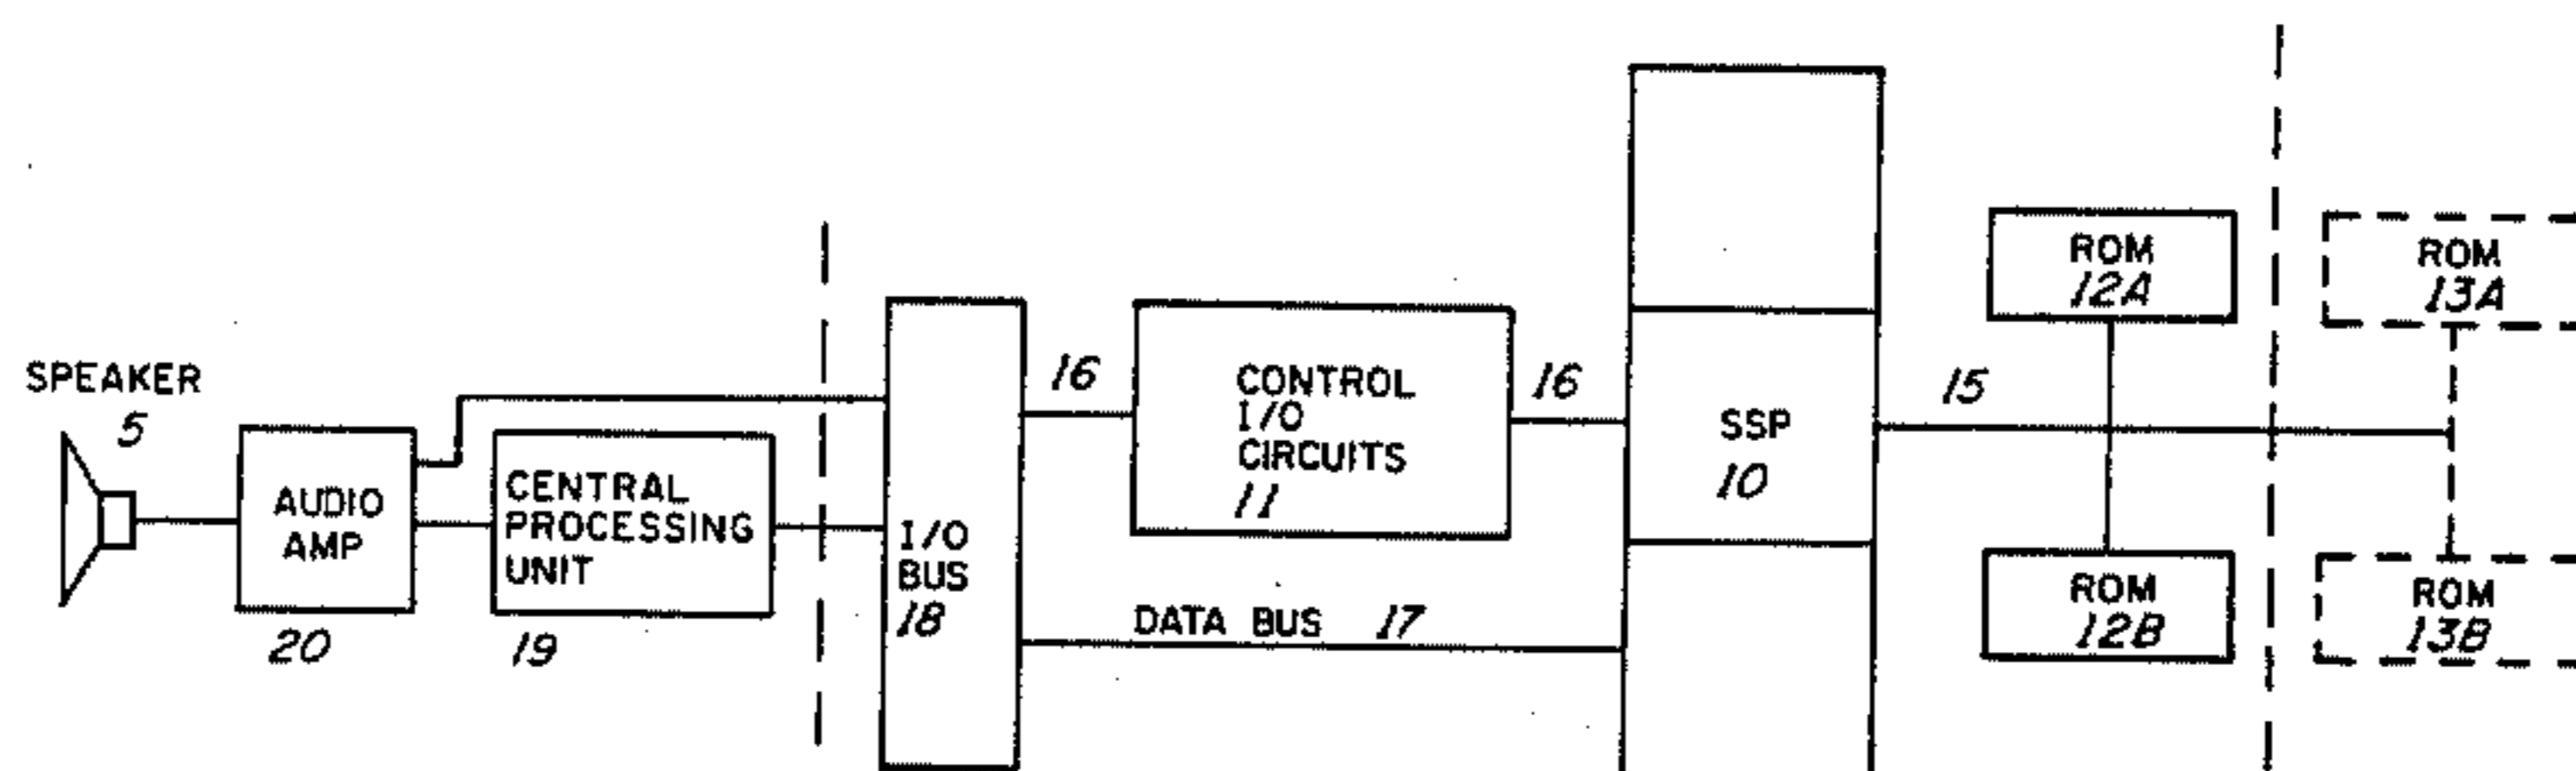 SPEAKER
5
AUDIO
AMP
20
CENTRAL
PROCESSING
UNIT
19
I/O
BUS
18
16
CONTROL
I/O
CIRCUITS
11
16
DATA BUS 17
SSP
10
15
ROM
12A
ROM
12B
ROM
13A
ROM
13B